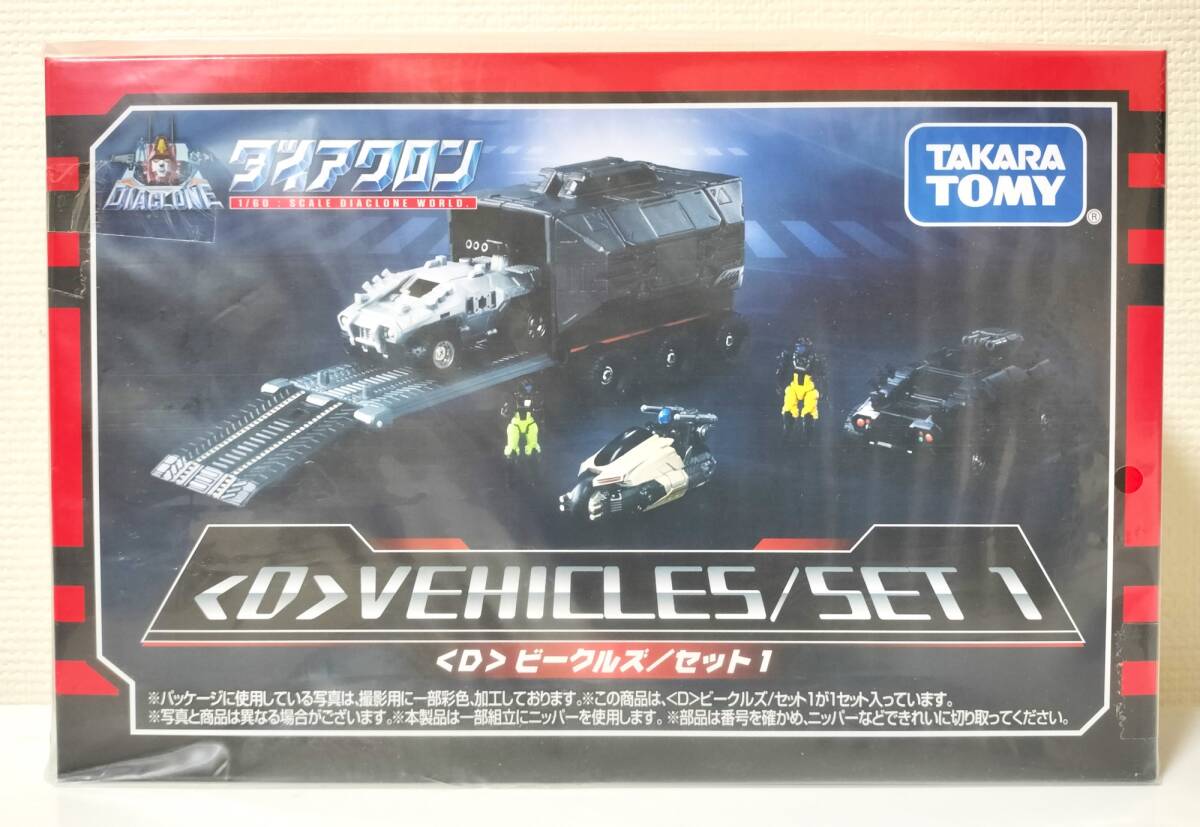 DIACLONE
ダイアクロン
1/60 : SCALE DIACLONE WORLD.
TAKARA
TOMY
®
<D>VEHICLES/SET 1
<D> ビークルズ/セット1
※パッケージに使用している写真は、撮影用に一部彩色、加工しております。※この商品は、<D>ビークルズ/セット1が1セット入っています。
※写真と商品は異なる場合がございます。※本製品は一部組立にニッパーを使用します。※部品は番号を確かめ、ニッパーなどできれいに切り取ってください。